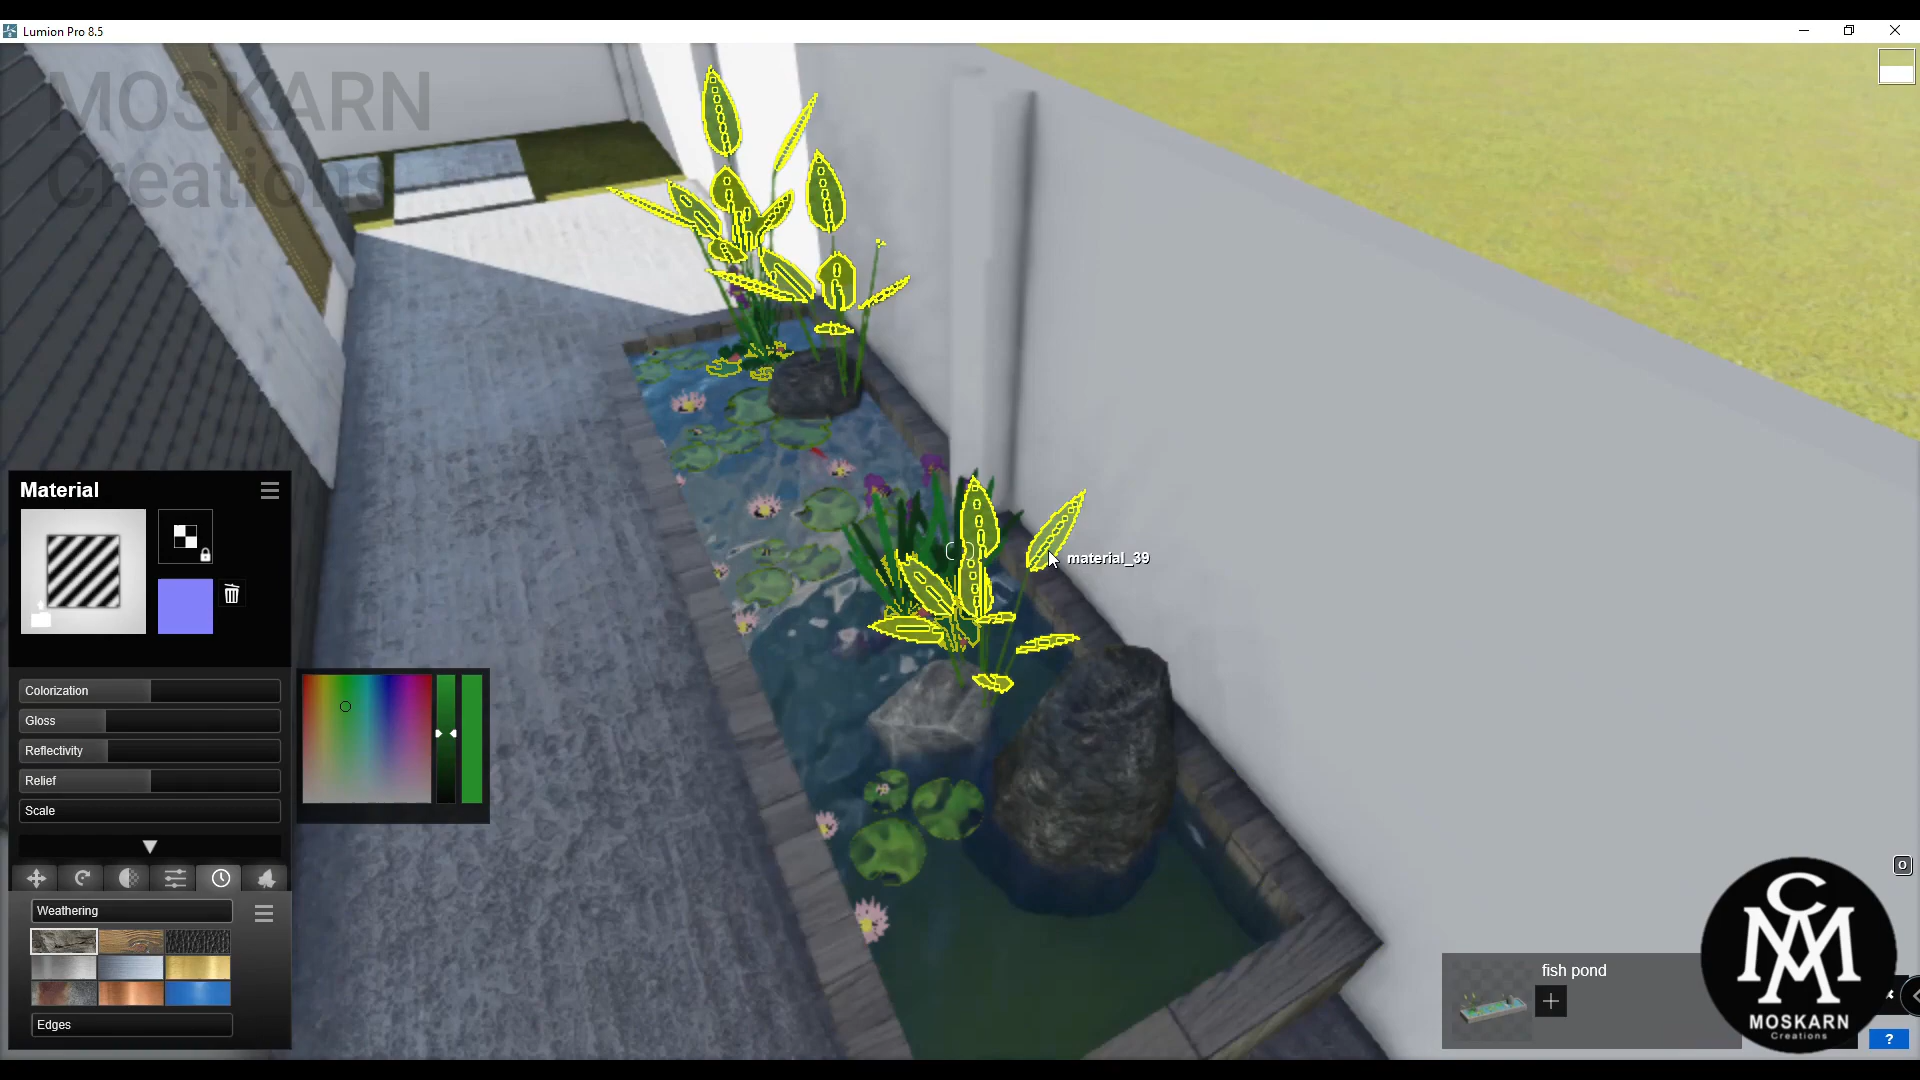 Lumion Pro 8.5
MOSKARN
Creations
Material
material_39
Colorization
Gloss
Reflectivity
Relief
Scale
Weathering
Edges
fish pond
O
CM
MOSKARN
Creations
?